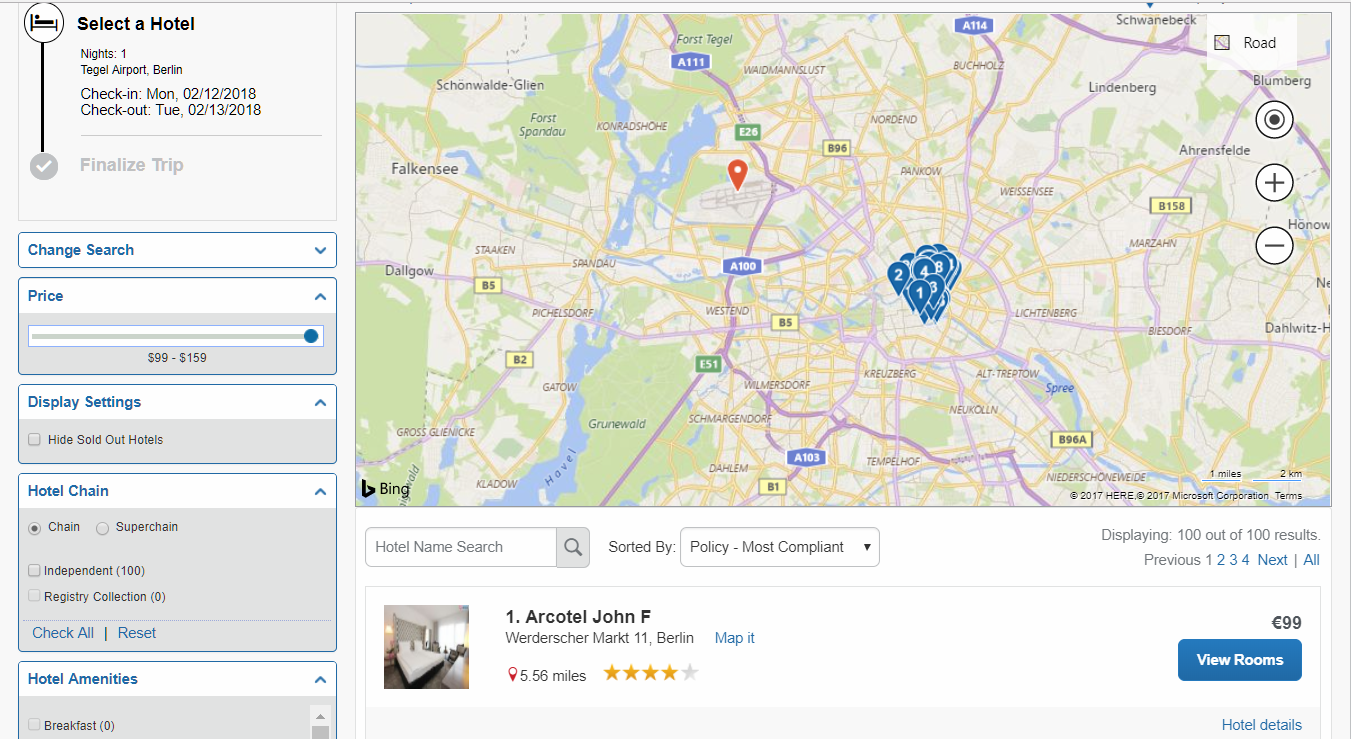 Select a Hotel
Nights: 1
Tegel Airport, Berlin
Check-in: Mon, 02/12/2018
Check-out: Tue, 02/13/2018
Finalize Trip
Change Search
Price
$99 - $159
Display Settings
Hide Sold Out Hotels
Hotel Chain
Chain
Superchain
Independent (100)
Registry Collection (0)
Check All | Reset
Hotel Amenities
Breakfast (0)
Schwanebeck
A114
Road
Forst Tegel
A111
WAIDMANNSLUST
BUCHHOLZ
Blumberg
Schönwalde-Glien
Lindenberg
Forst
Spandau
KONRADSHÖHE
NORDEND
E26
B96
Ahrensfelde
Falkensee
PANKOW
WEISSENSEE
B158
Hönow
STAAKEN
MARZAHN
SPANDAU
A100
Dallgow
B5
2
4
8
1
3
Ne
PICHELSDORF
WESTEND
B5
LICHTENBERG
BIESDORF
Dahlwitz-H
B2
E51
KREUZBERG
ALT-TREPTOW
GATOW
WILMERSDORF
Spree
NEUKÖLLN
Grunewald
SCHMARGENDORF
GROSS GLIENICKE
B96A
A103
TEMPELHOF
DAHLEM
Havel
NIEDERSCHÖNEWEIDE
KLADOW
B1
1 miles
2 km
Bing
© 2017 HERE,© 2017 Microsoft Corporation Terms
Hotel Name Search
Sorted By:
Policy - Most Compliant
Displaying: 100 out of 100 results.
Previous 1 2 3 4 Next | All
1. Arcotel John F
Werderscher Markt 11, Berlin Map it
5.56 miles
€99
View Rooms
Hotel details